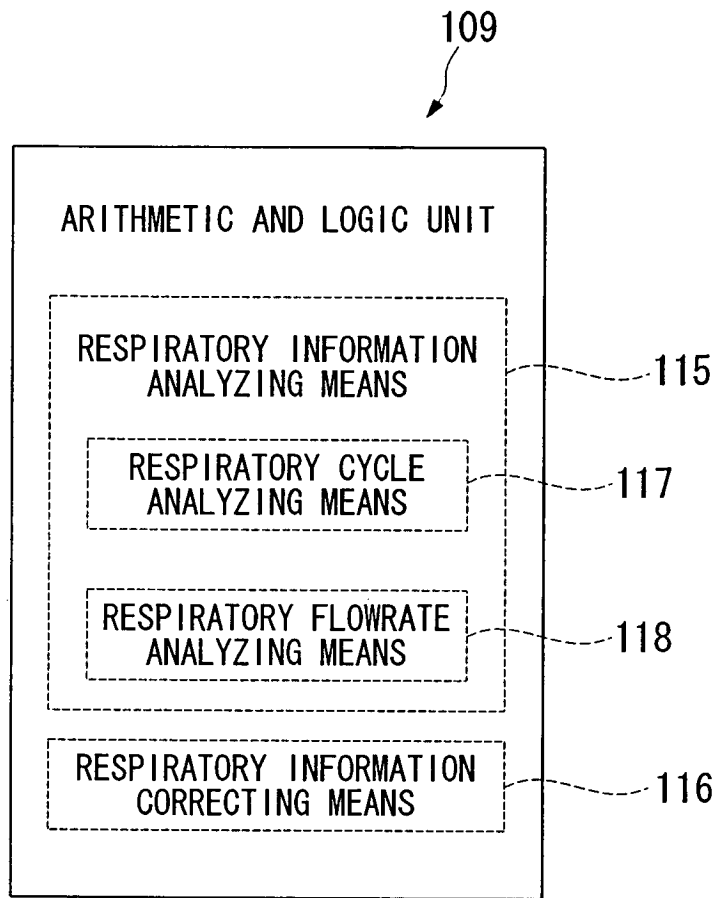 109
ARITHMETIC AND LOGIC UNIT
RESPIRATORY INFORMATION
ANALYZING MEANS
115
RESPIRATORY CYCLE
ANALYZING MEANS
117
RESPIRATORY FLOWRATE
ANALYZING MEANS
118
RESPIRATORY INFORMATION
CORRECTING MEANS
116